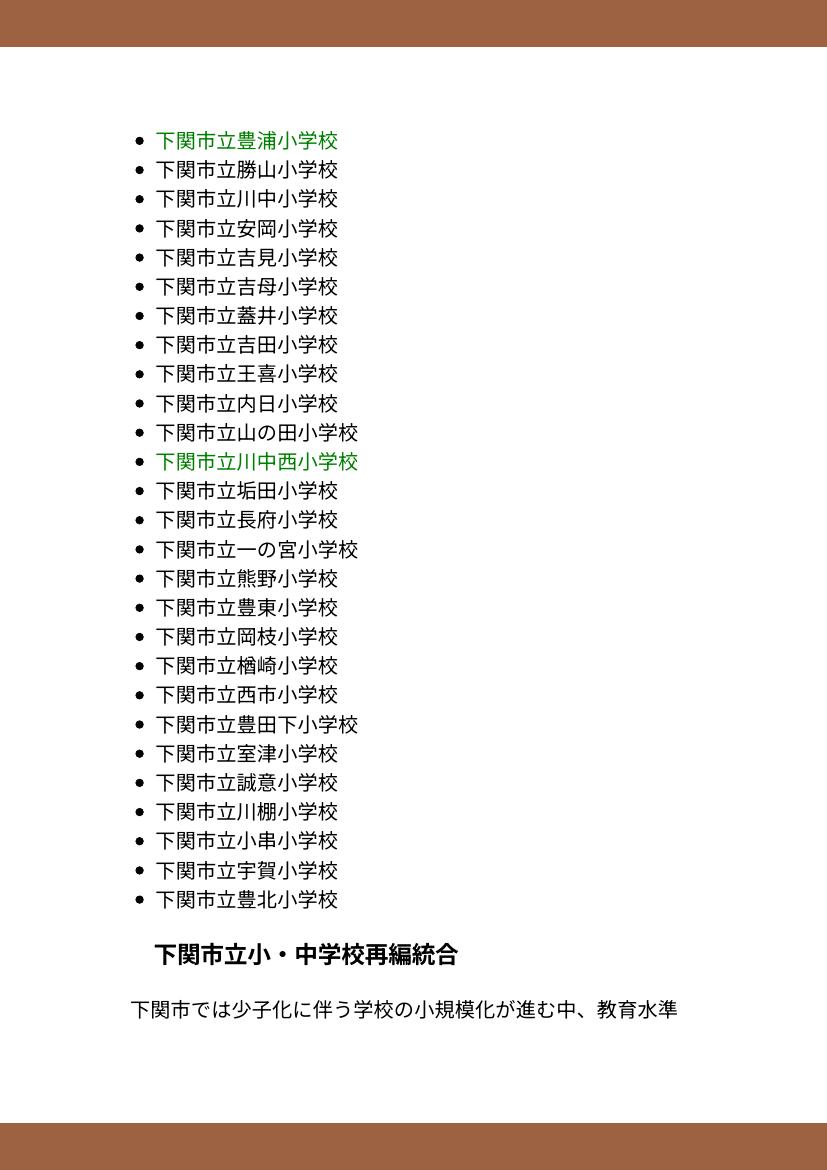 下関市立豊浦小学校
下関市立勝山小学校
下関市立川中小学校
下関市立安岡小学校
下関市立吉見小学校
下関市立吉母小学校
下関市立蓋井小学校
下関市立吉田小学校
下関市立王喜小学校
下関市立内日小学校
下関市立山の田小学校
下関市立川中西小学校
下関市立垢田小学校
下関市立長府小学校
下関市立一の宮小学校
下関市立熊野小学校
下関市立豊東小学校
下関市立岡枝小学校
下関市立楢崎小学校
下関市立西市小学校
下関市立豊田下小学校
下関市立室津小学校
下関市立誠意小学校
下関市立川棚小学校
下関市立小串小学校
下関市立宇賀小学校
下関市立豊北小学校
下関市立小・中学校再編統合
下関市では少子化に伴う学校の小規模化が進む中、教育水準